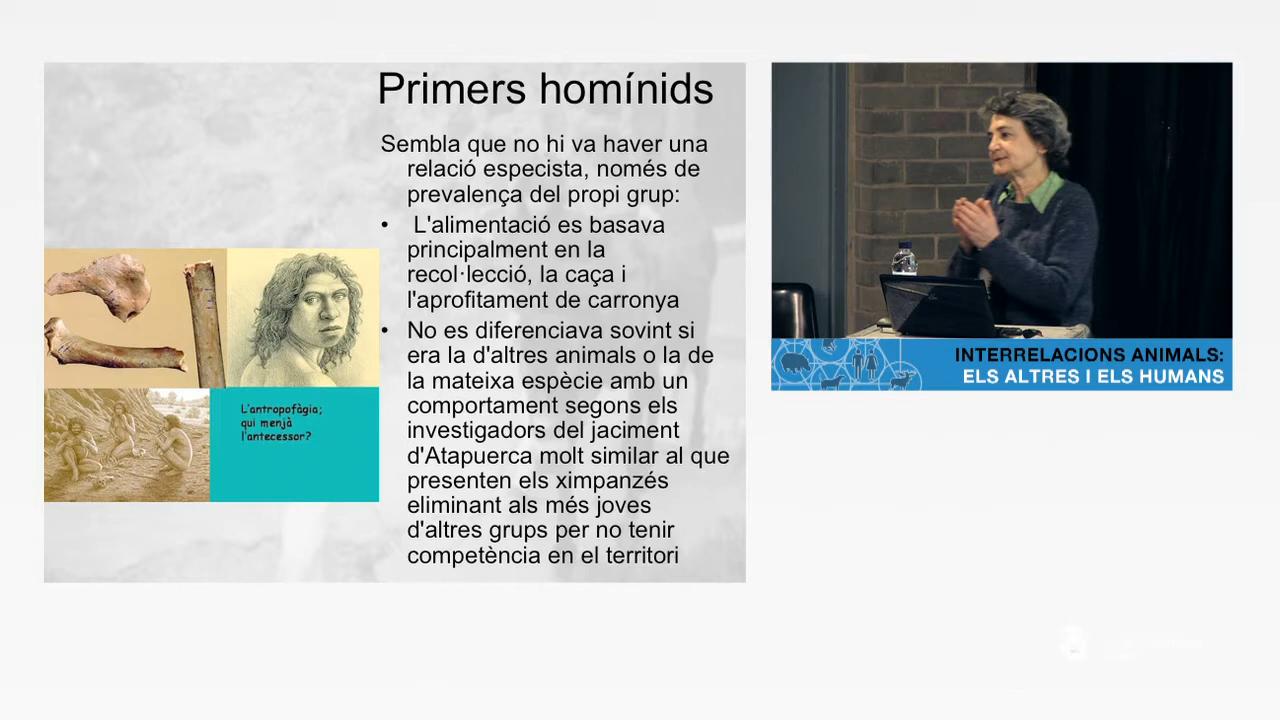 Primers homínids
Sembla que no hi va haver una
relació especista, només de
prevalença del propi grup:
• L'alimentació es basava
principalment en la
recol·lecció, la caça i
l'aprofitament de carronya
• No es diferenciava sovint si
era la d'altres animals o la de
la mateixa espècie amb un
comportament segons els
investigadors del jaciment
d'Atapuerca molt similar al que
presenten els ximpanzés
eliminant als més joves
d'altres grups per no tenir
competència en el territori
L'antropofàgia;
qui menjà
l'antecessor?
INTERRELACIONS ANIMALS:
ELS ALTRES I ELS HUMANS